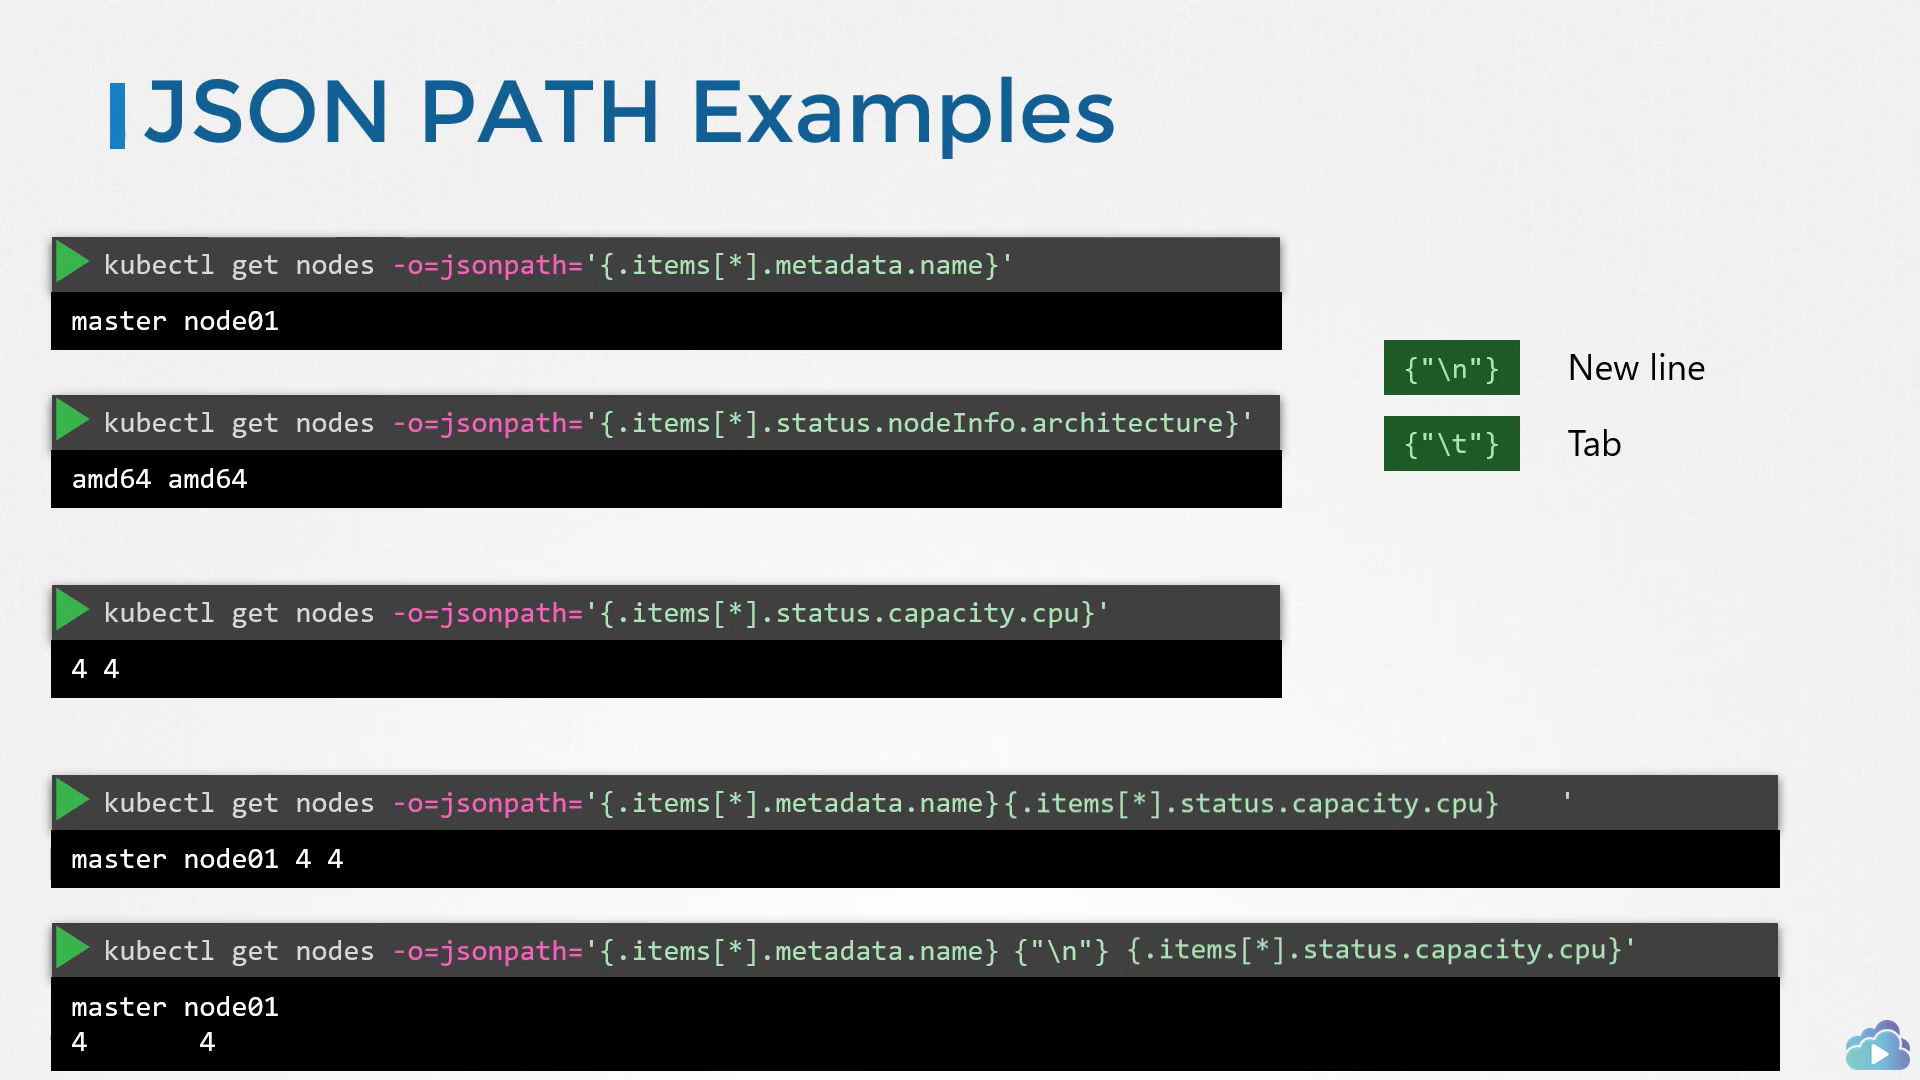 JSON PATH Examples
kubectl get nodes -o=jsonpath='{.items[*].metadata.name}'
master node01
{"\n"} New line
kubectl get nodes -o=jsonpath='{.items[*].status.nodeInfo.architecture}'
{"\t"} Tab
amd64 amd64
kubectl get nodes -o=jsonpath='{.items[*].status.capacity.cpu}'
4 4
kubectl get nodes -o=jsonpath='{.items[*].metadata.name}{.items[*].status.capacity.cpu}    '
master node01 4 4
kubectl get nodes -o=jsonpath='{.items[*].metadata.name} {"\n"} {.items[*].status.capacity.cpu}'
master node01
4       4